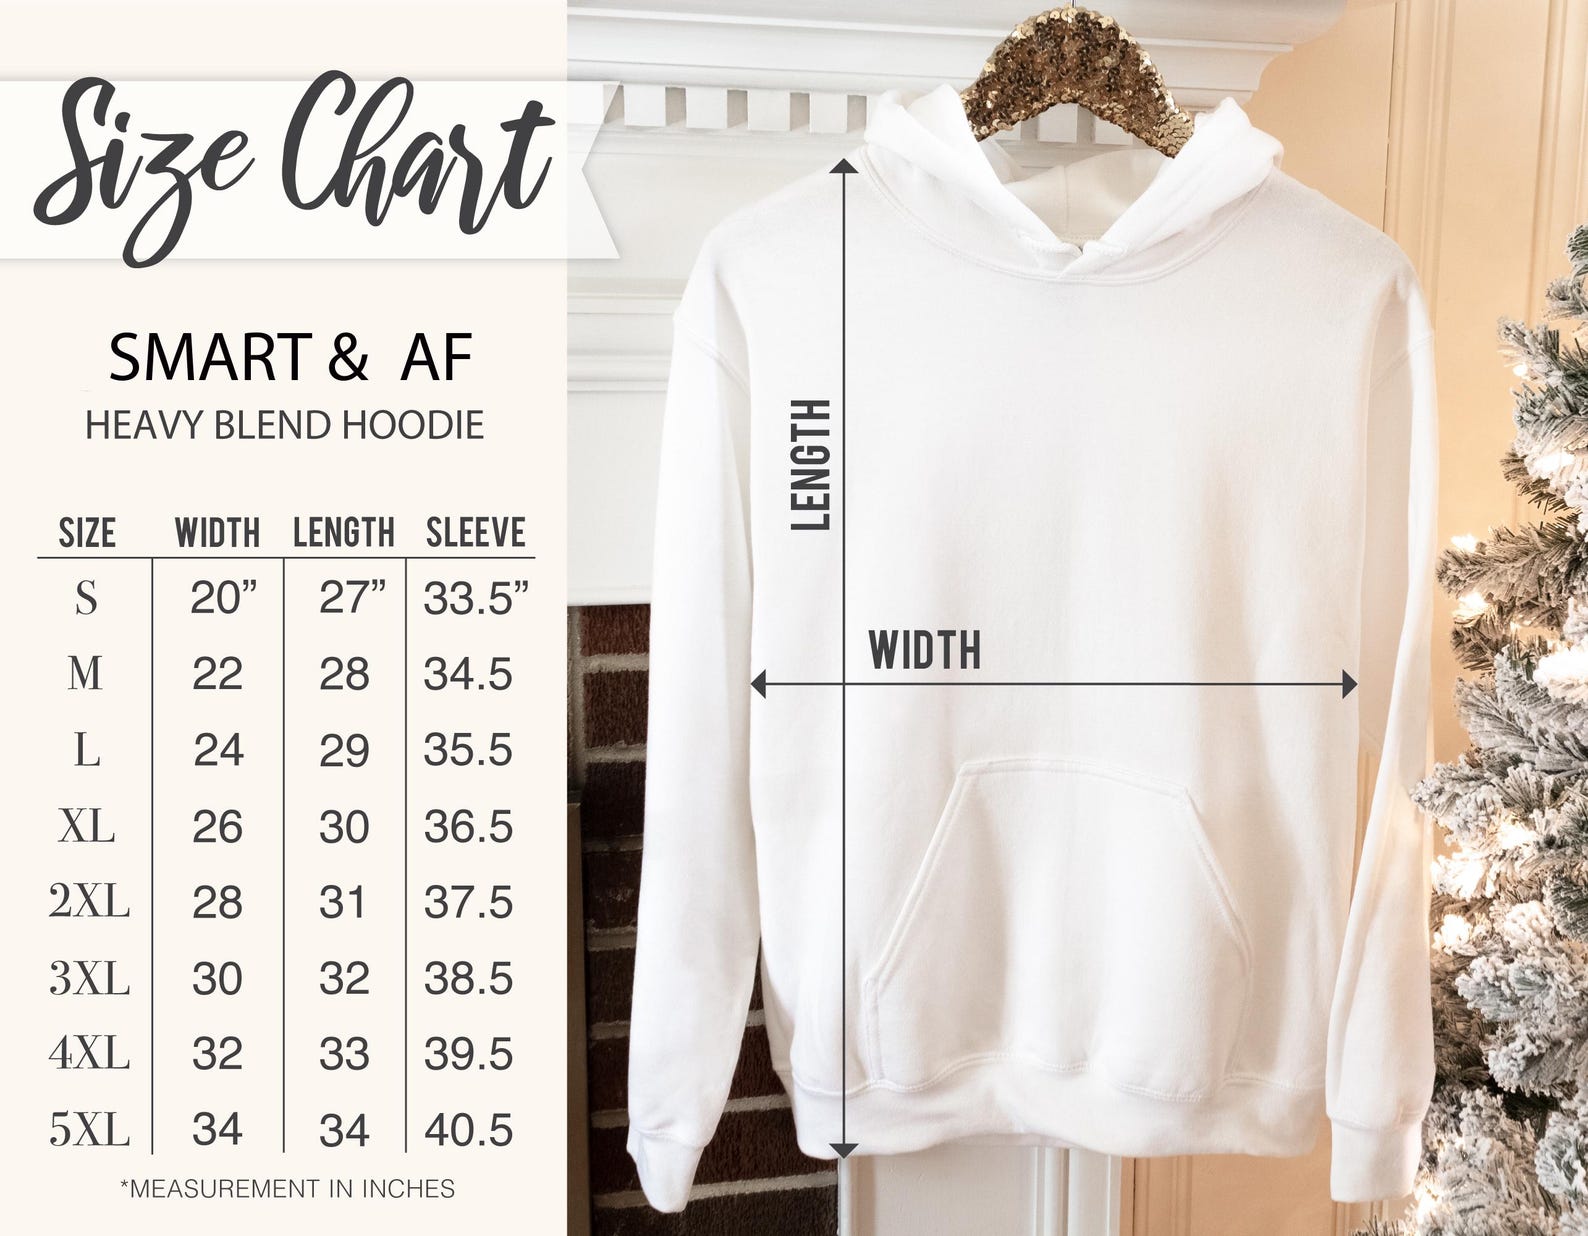 Size Chart
SMART &  AF
HEAVY BLEND HOODIE
SIZE WIDTH LENGTH SLEEVE
S 20” 27” 33.5”
M 22 28 34.5
L 24 29 35.5
XL 26 30 36.5
2XL 28 31 37.5
3XL 30 32 38.5
4XL 32 33 39.5
5XL 34 34 40.5
*MEASUREMENT IN INCHES
LENGTH
WIDTH